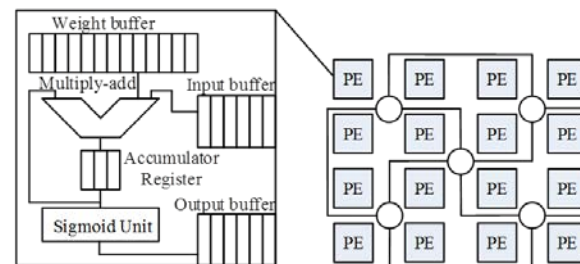 Weight buffer
Multiply-add
Input buffer
Accumulator
Register
Output buffer
Sigmoid Unit
PE PE PE PE
PE PE PE PE
PE PE PE PE
PE PE PE PE